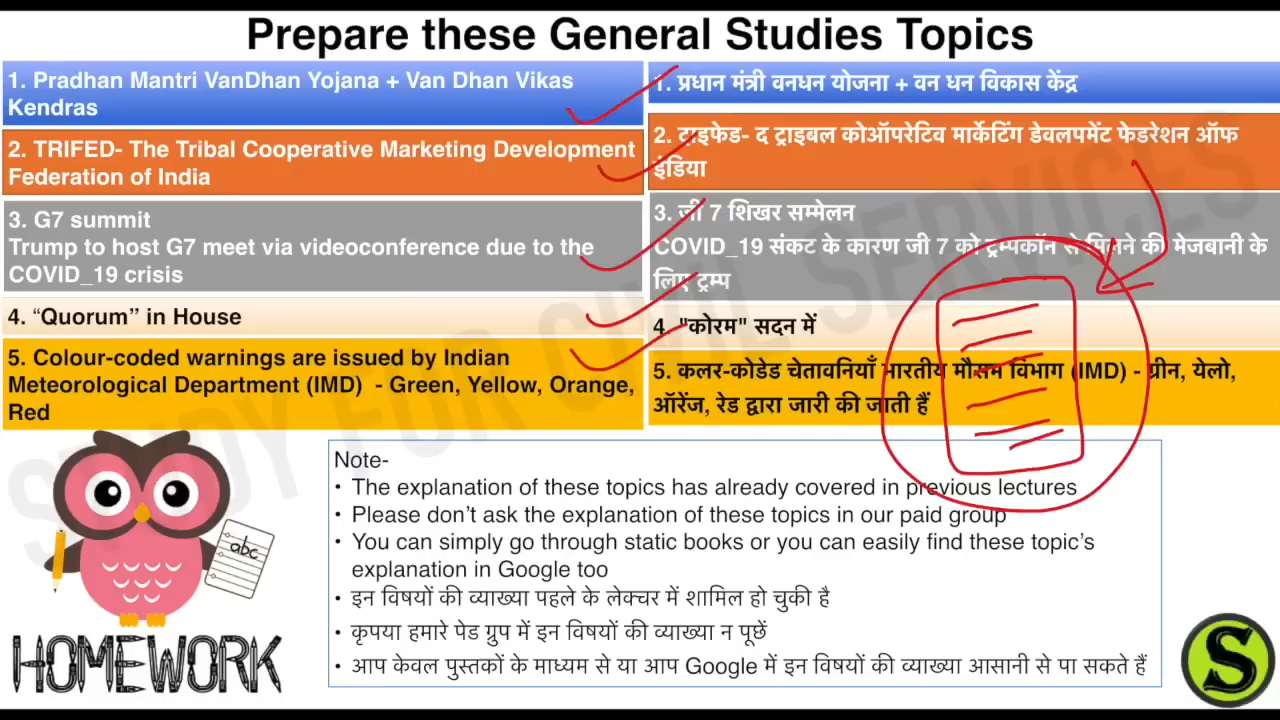 Prepare these General Studies Topics
1. Pradhan Mantri VanDhan Yojana + Van Dhan Vikas
Kendras
2. TRIFED- The Tribal Cooperative Marketing Development
Federation of India
3. G7 summit
Trump to host G7 meet via videoconference due to the
COVID_19 crisis
4. “Quorum” in House
5. Colour-coded warnings are issued by Indian
Meteorological Department (IMD) - Green, Yellow, Orange,
Red
1. प्रधान मंत्री वनधन योजना + वन धन विकास केंद्र
2. ट्राइफेड- द ट्राइबल कोऑपरेटिव मार्केटिंग डेवलपमेंट फेडरेशन ऑफ
इंडिया
3. जी 7 शिखर सम्मेलन
COVID_19 संकट के कारण जी 7 को ट्रम्पकॉन से मिलने की मेजबानी के
लिए ट्रम्प
4. "कोरम" सदन में
5. कलर-कोडेड चेतावनियाँ भारतीय मौसम विभाग (IMD) - ग्रीन, येलो,
ऑरेंज, रेड द्वारा जारी की जाती हैं
Note-
• The explanation of these topics has already covered in previous lectures
• Please don’t ask the explanation of these topics in our paid group
• You can simply go through static books or you can easily find these topic’s
explanation in Google too
• इन विषयों की व्याख्या पहले के लेक्चर में शामिल हो चुकी है
• कृपया हमारे पेड ग्रुप में इन विषयों की व्याख्या न पूछें
• आप केवल पुस्तकों के माध्यम से या आप Google में इन विषयों की व्याख्या आसानी से पा सकते हैं
abc
HOMEWORK
S
STUDY FOR CIVIL SERVICES